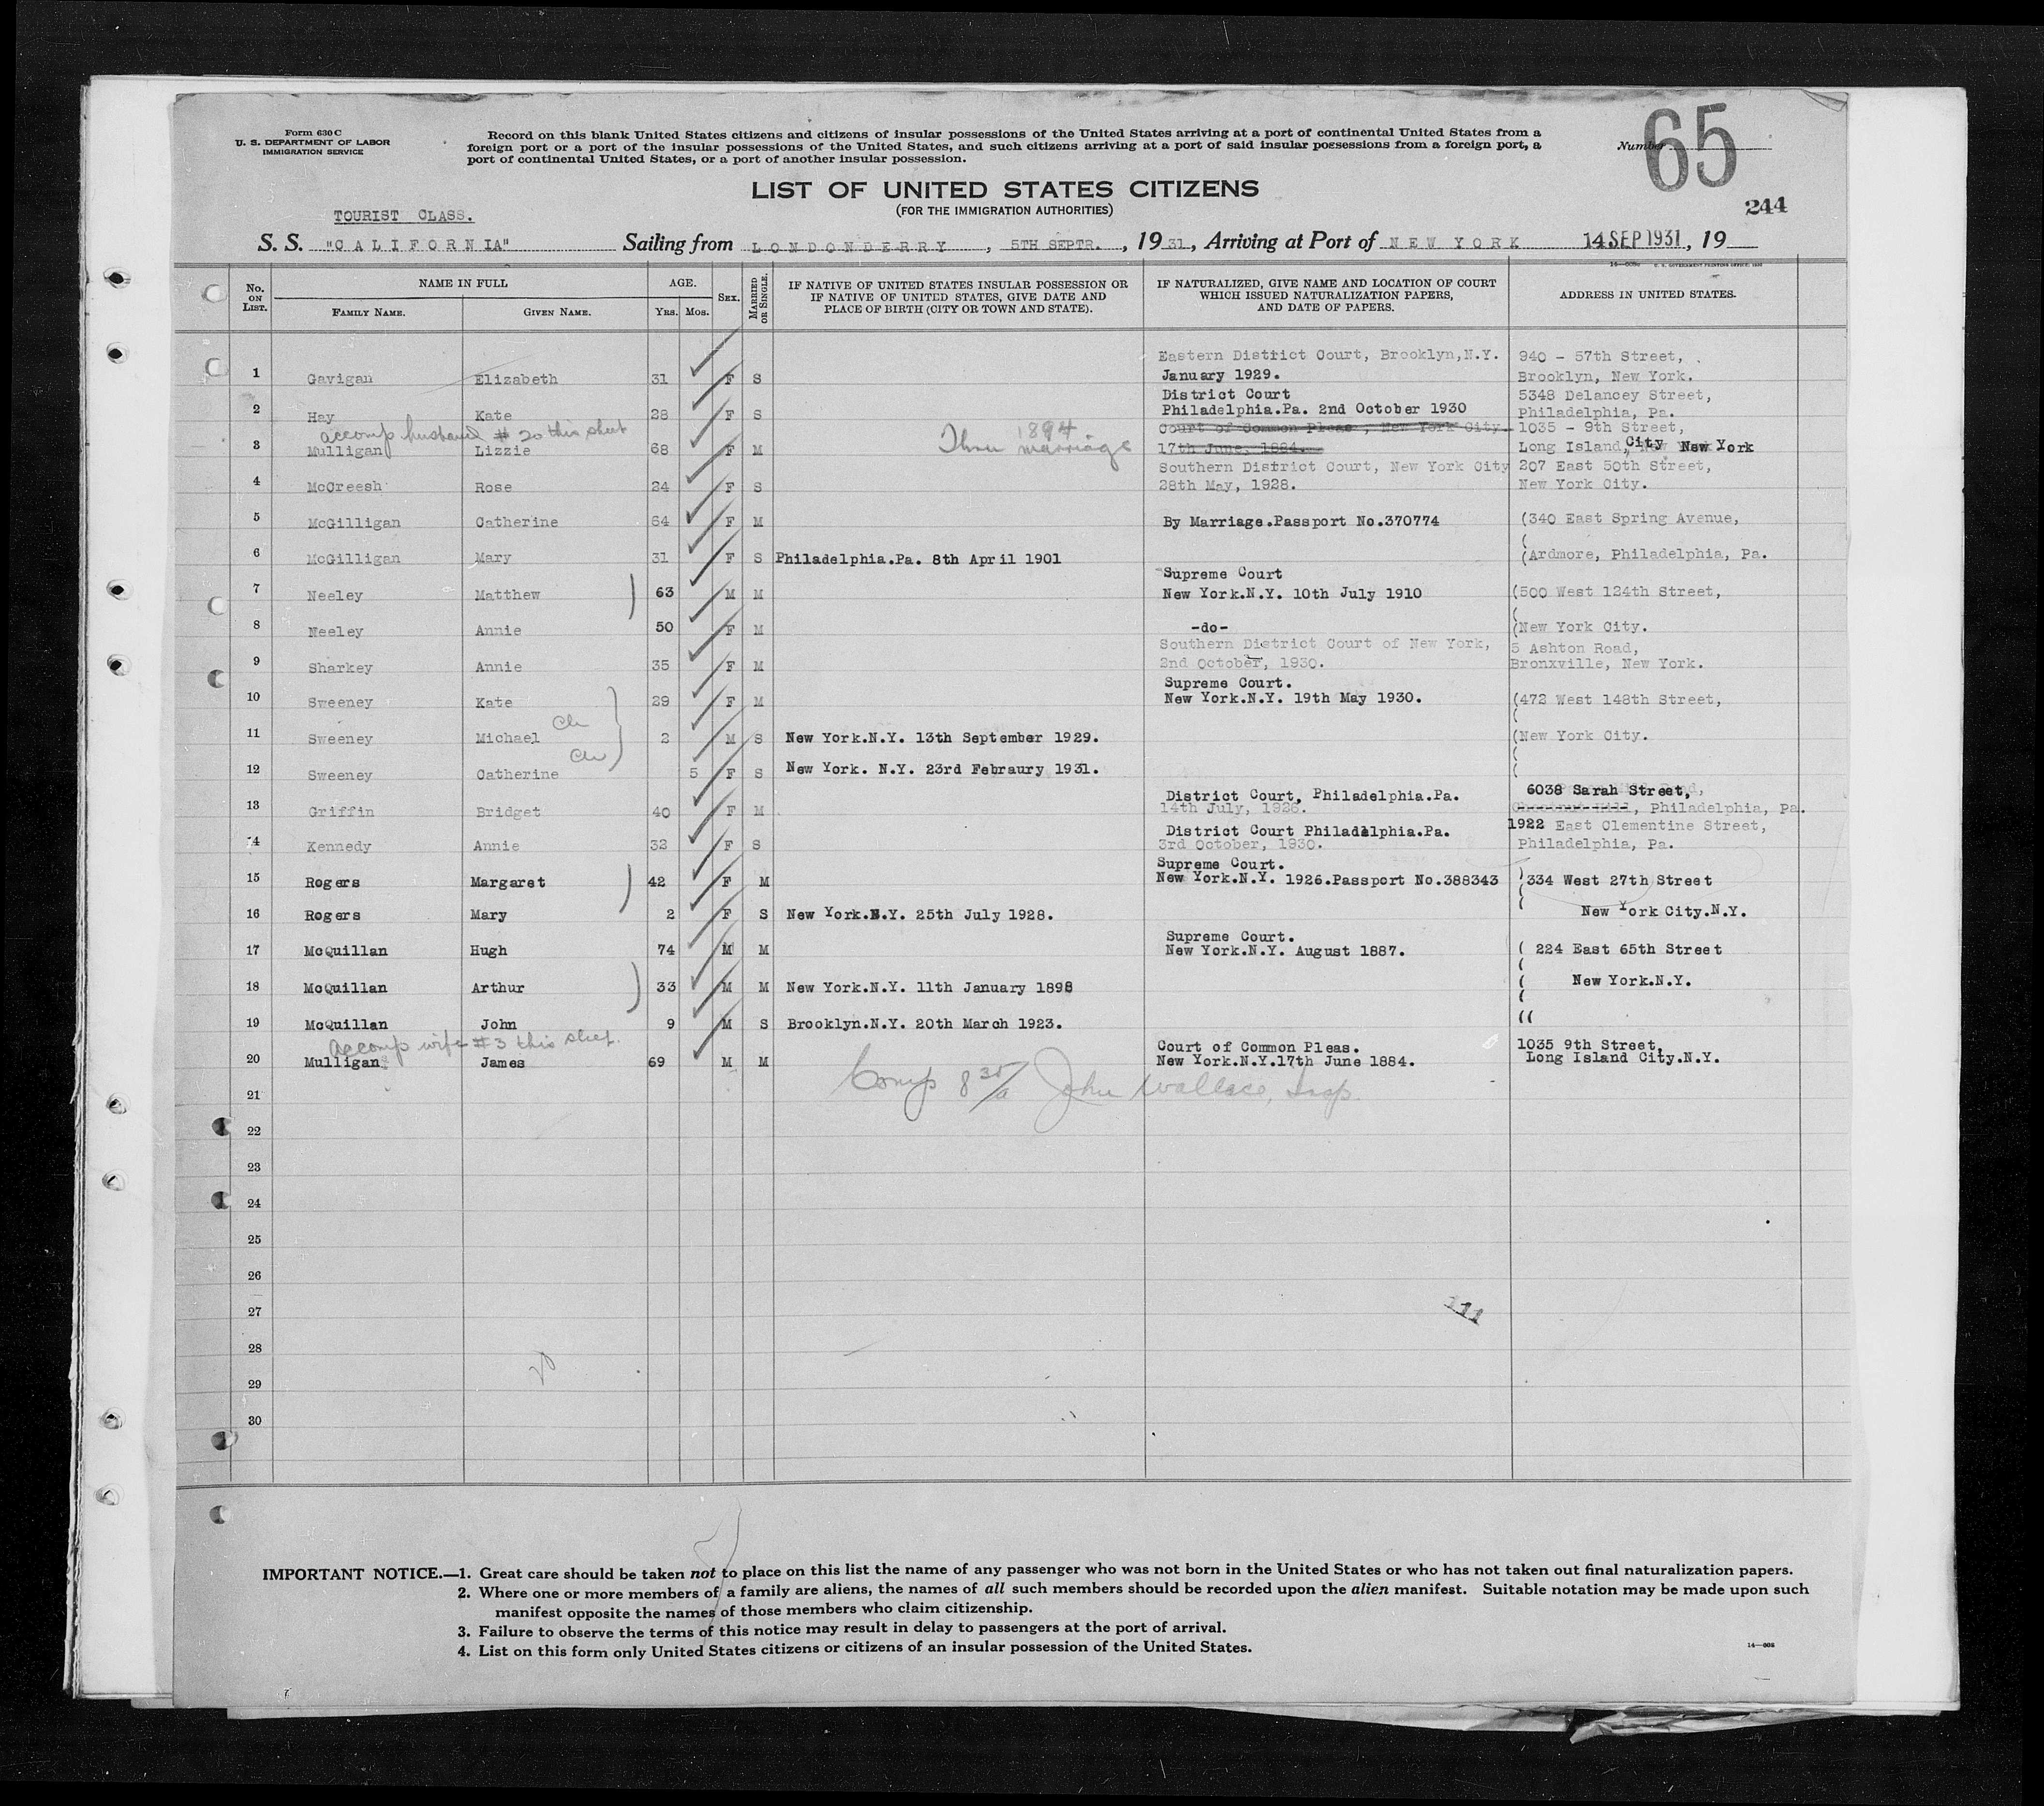 Form 630 C
U. S. DEPARTMENT OF LABOR
IMMIGRATION SERVICE
Record on this blank United States citizens and citizens of insular possessions of the United States arriving at a port of continental United States from a
foreign port or a port of the insular possessions of the United States, and such citizens arriving at a port of said insular possessions from a foreign port, a
port of continental United States, or a port of another insular possession.
Number 65
LIST OF UNITED STATES CITIZENS
(FOR THE IMMIGRATION AUTHORITIES)
244
TOURIST CLASS.
S. S. "CALIFORNIA" Sailing from LONDONDERRY, 5TH SEPTR., 1931, Arriving at Port of NEW YORK 14 SEP 1931, 19
No. ON LIST. NAME IN FULL FAMILY NAME. GIVEN NAME. AGE. YRS. MOS. SEX. MARRIED OR SINGLE. IF NATIVE OF UNITED STATES INSULAR POSSESSION OR IF NATIVE OF UNITED STATES, GIVE DATE AND PLACE OF BIRTH (CITY OR TOWN AND STATE). IF NATURALIZED, GIVE NAME AND LOCATION OF COURT WHICH ISSUED NATURALIZATION PAPERS, AND DATE OF PAPERS. ADDRESS IN UNITED STATES.
Eastern District Court, Brooklyn,N.Y. 940 - 57th Street,
1 Gavigan Elizabeth 31 F S January 1929. Brooklyn, New York.
District Court 5348 Delancey Street,
2 Hay Kate 28 F S Philadelphia.Pa. 2nd October 1930 Philadelphia, Pa.
accomp husband # 20 this sheet 1894 Court of Common Pleas, New York City. 1035 - 9th Street,
3 Mulligan Lizzie 68 F M Thru marriage 17th June, 1884. Long Island, City New York
Southern District Court, New York City 207 East 50th Street,
4 McCreesh Rose 24 F S 28th May, 1928. New York City.
5 McGilligan Catherine 64 F M By Marriage.Passport No.370774 (340 East Spring Avenue,
6 McGilligan Mary 31 F S Philadelphia.Pa. 8th April 1901 (Ardmore, Philadelphia, Pa.
Supreme Court
7 Neeley Matthew 63 M M New York.N.Y. 10th July 1910 (500 West 124th Street,
8 Neeley Annie 50 F M -do- (New York City.
Southern District Court of New York, 5 Ashton Road,
9 Sharkey Annie 35 F M 2nd October, 1930. Bronxville, New York.
Supreme Court.
10 Sweeney Kate 29 F M New York.N.Y. 19th May 1930. (472 West 148th Street,
11 Sweeney Michael 2 M S New York.N.Y. 13th September 1929. (New York City.
12 Sweeney Catherine 5 F S New York. N.Y. 23rd Febraury 1931.
District Court, Philadelphia.Pa. 6038 Sarah Street,
13 Griffin Bridget 40 F M 14th July, 1926. Philadelphia, Pa.
District Court Philadelphia.Pa. 1922 East Clementine Street,
14 Kennedy Annie 32 F S 3rd October, 1930. Philadelphia, Pa.
Supreme Court.
15 Rogers Margaret 42 F M New York.N.Y. 1926.Passport No.388343 334 West 27th Street
16 Rogers Mary 2 F S New York.N.Y. 25th July 1928. New York City.N.Y.
Supreme Court.
17 McQuillan Hugh 74 M M New York.N.Y. August 1887. ( 224 East 65th Street
18 McQuillan Arthur 33 M M New York.N.Y. 11th January 1898 ( New York.N.Y.
19 McQuillan John 9 M S Brooklyn.N.Y. 20th March 1923. ((
accomp wife #3 this sheet. Court of Common Pleas. 1035 9th Street,
20 Mulligan James 69 M M New York.N.Y.17th June 1884. Long Island City.N.Y.
21 Comp 8 30/a John Wallace, Insp.
22
23
24
25
26
27 111
28
29
30
IMPORTANT NOTICE.—1. Great care should be taken not to place on this list the name of any passenger who was not born in the United States or who has not taken out final naturalization papers.
2. Where one or more members of a family are aliens, the names of all such members should be recorded upon the alien manifest. Suitable notation may be made upon such
manifest opposite the names of those members who claim citizenship.
3. Failure to observe the terms of this notice may result in delay to passengers at the port of arrival.
4. List on this form only United States citizens or citizens of an insular possession of the United States.
14—608
7